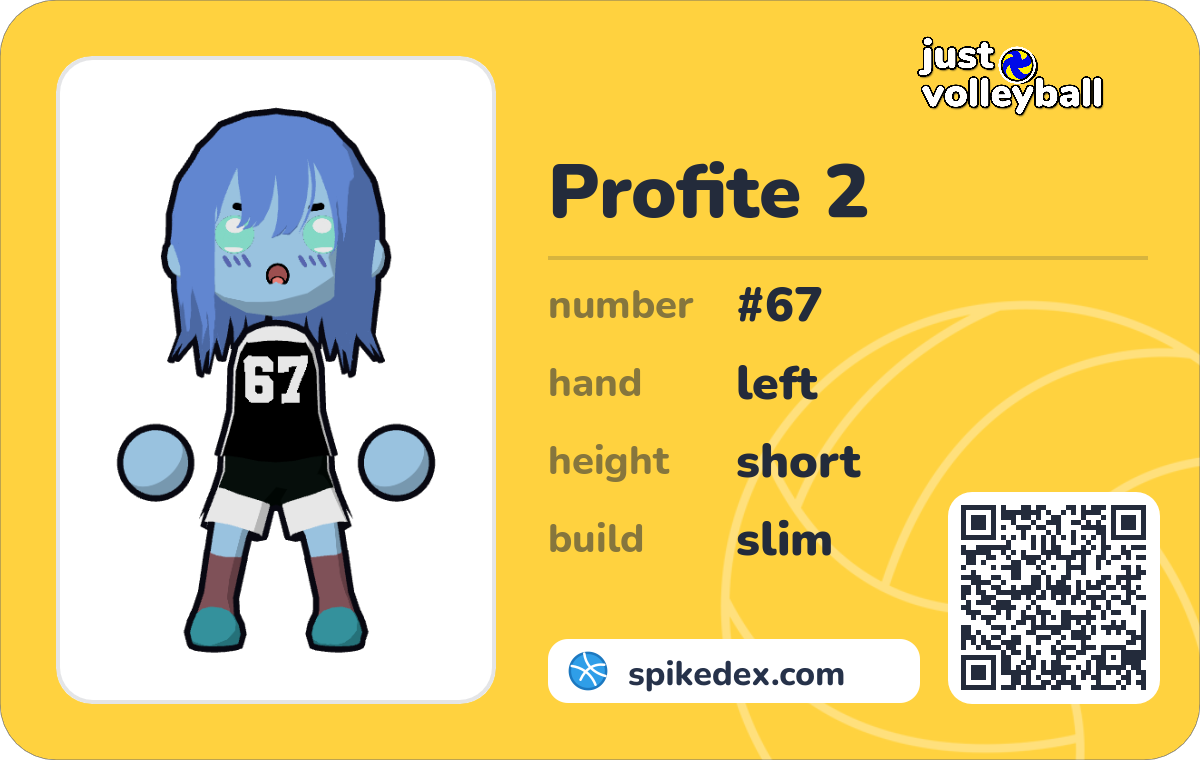 just
volleyball
Profite 2
number #67
hand left
height short
build slim
67
spikedex.com